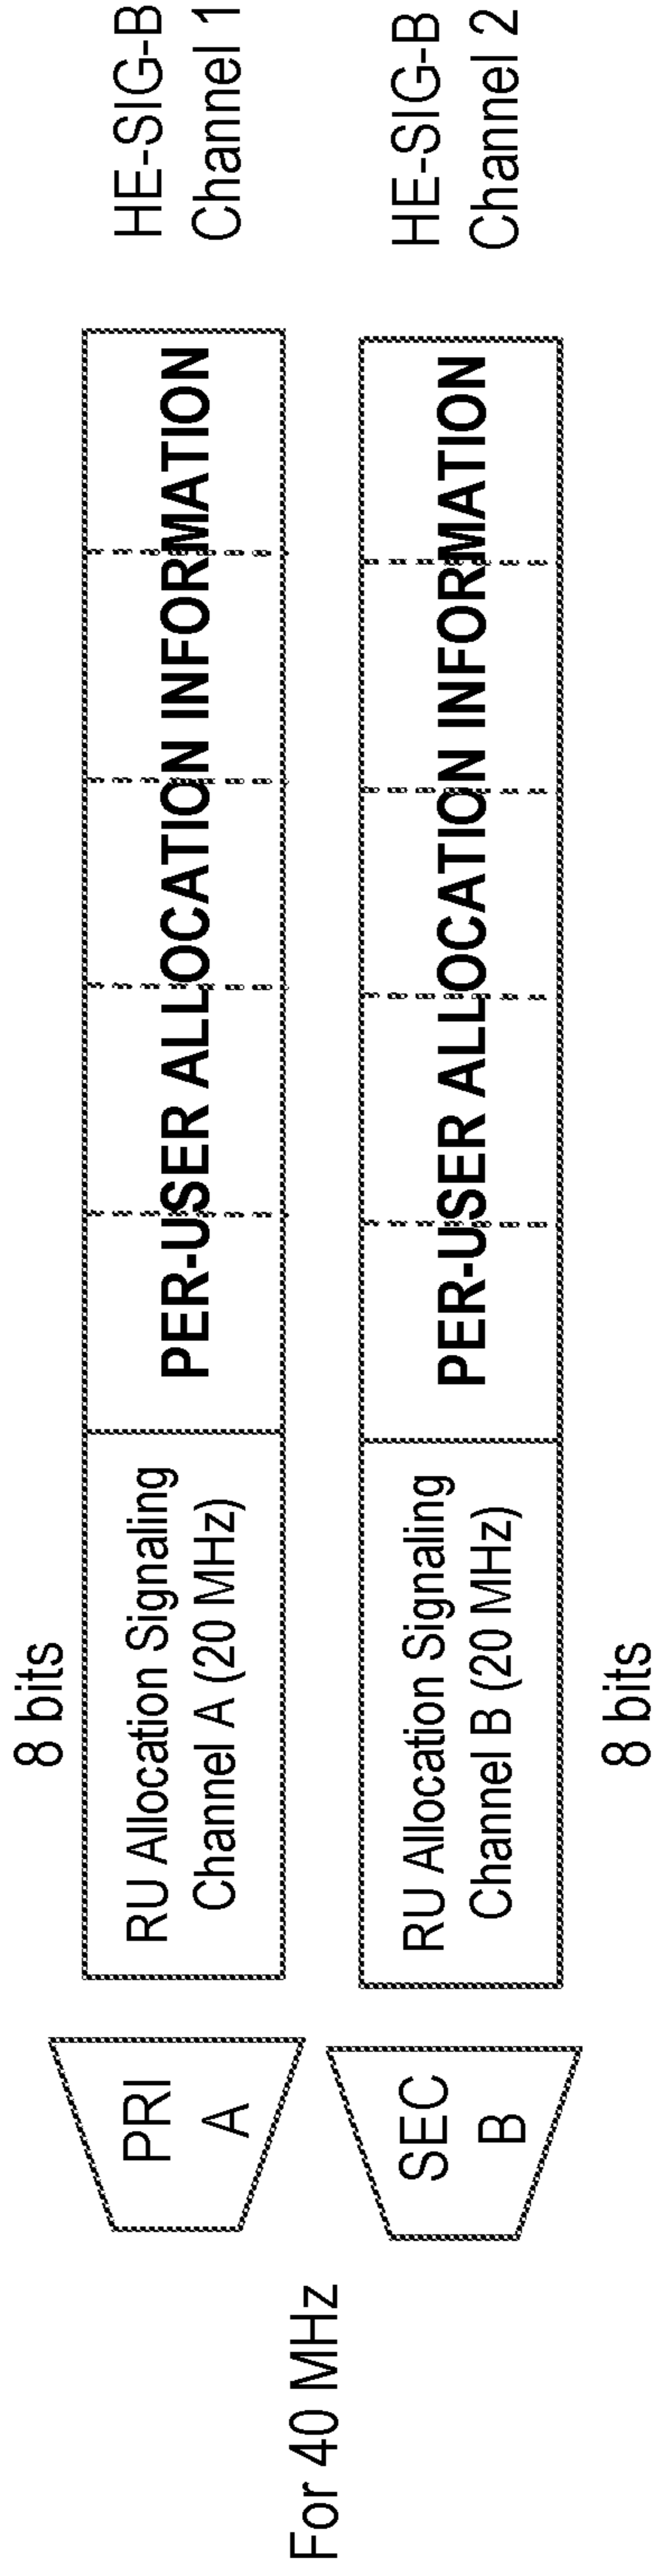 For 40 MHz
8 bits
PRI
A
RU Allocation Signaling
Channel A (20 MHz)
PER-USER ALLOCATION INFORMATION
HE-SIG-B
Channel 1
SEC
B
RU Allocation Signaling
Channel B (20 MHz)
PER-USER ALLOCATION INFORMATION
HE-SIG-B
Channel 2
8 bits